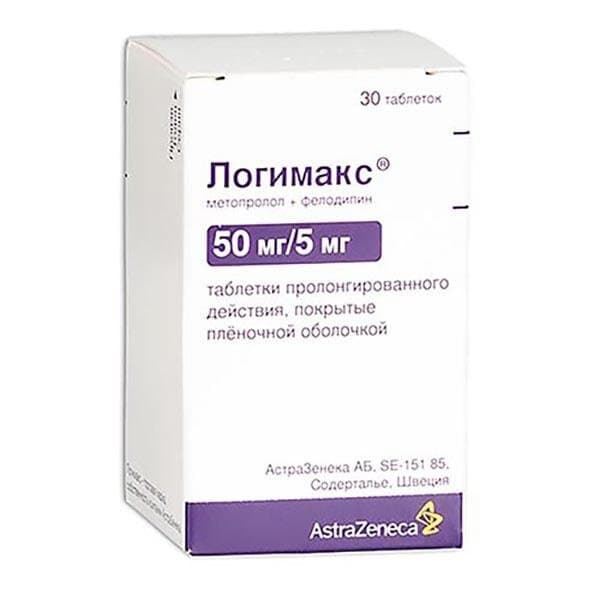 30 таблеток
Логимакс®
метопролол + фелодипин
50 мг/5 мг
таблетки пролонгированного
действия, покрытые
плёночной оболочкой
АстраЗенека АБ, SE-151 85,
Содерталье, Швеция
AstraZeneca